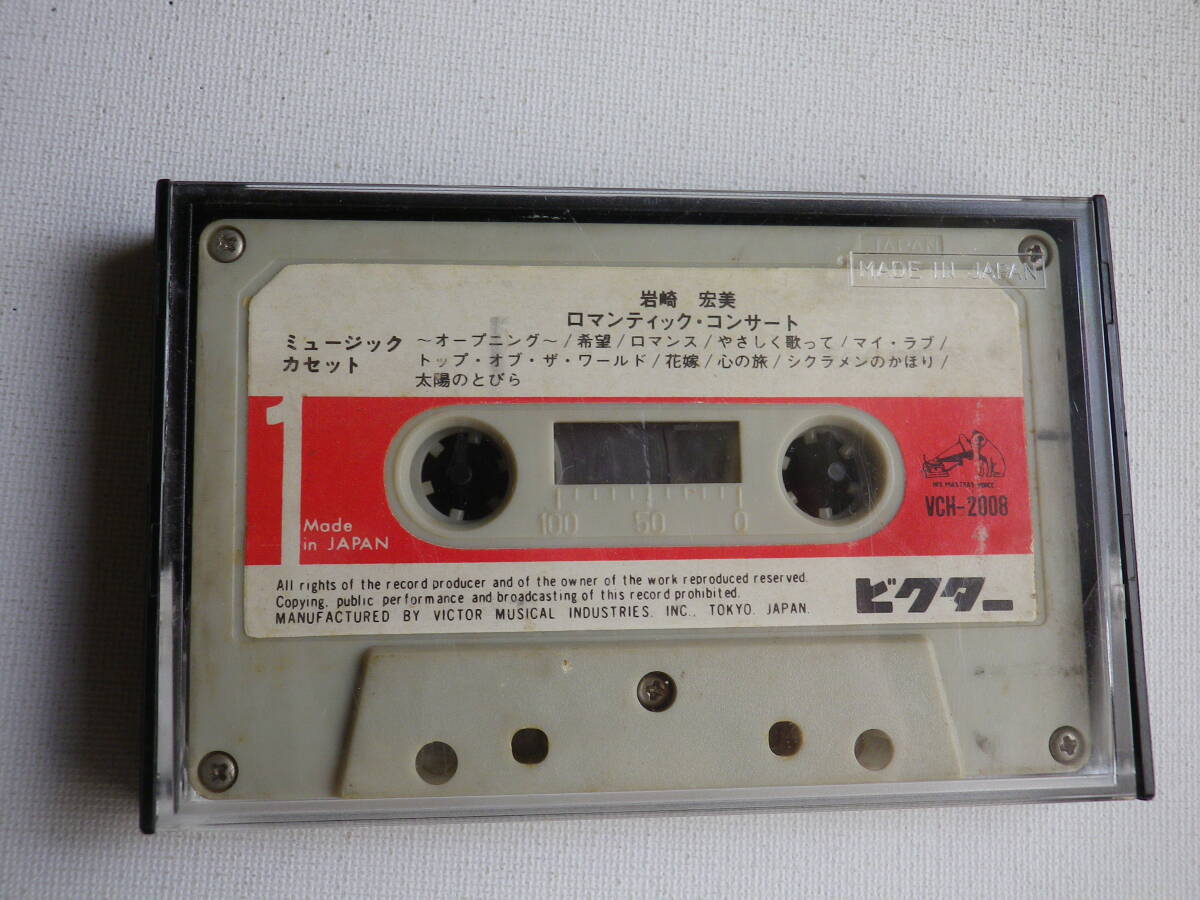 JAPAN
MADE IN JAPAN
岩崎 宏美
ロマンティック・コンサート
ミュージック
カセット
〜オープニング〜/希望/ロマンス/やさしく歌って/マイ・ラブ/
トップ・オブ・ザ・ワールド/花嫁/心の旅/シクラメンのかほり/
太陽のとびら
1
Made
in JAPAN
100 50 0
HIS MASTER'S VOICE
VCH-2008
All rights of the record producer and of the owner of the work reproduced reserved.
Copying, public performance and broadcasting of this record prohibited.
MANUFACTURED BY VICTOR MUSICAL INDUSTRIES. INC., TOKYO. JAPAN.
ビクター